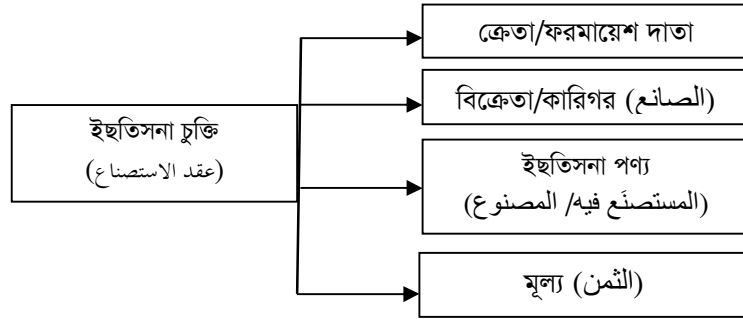 ক্রেতা/ফরমায়েশ দাতা
বিক্রেতা/কারিগর (الصانع)
ইছতিসনা চুক্তি
(عقد الاستصناع)
ইছতিসনা পণ্য
(المستصنَع فيه/ المصنوع)
মূল্য (الثمن)